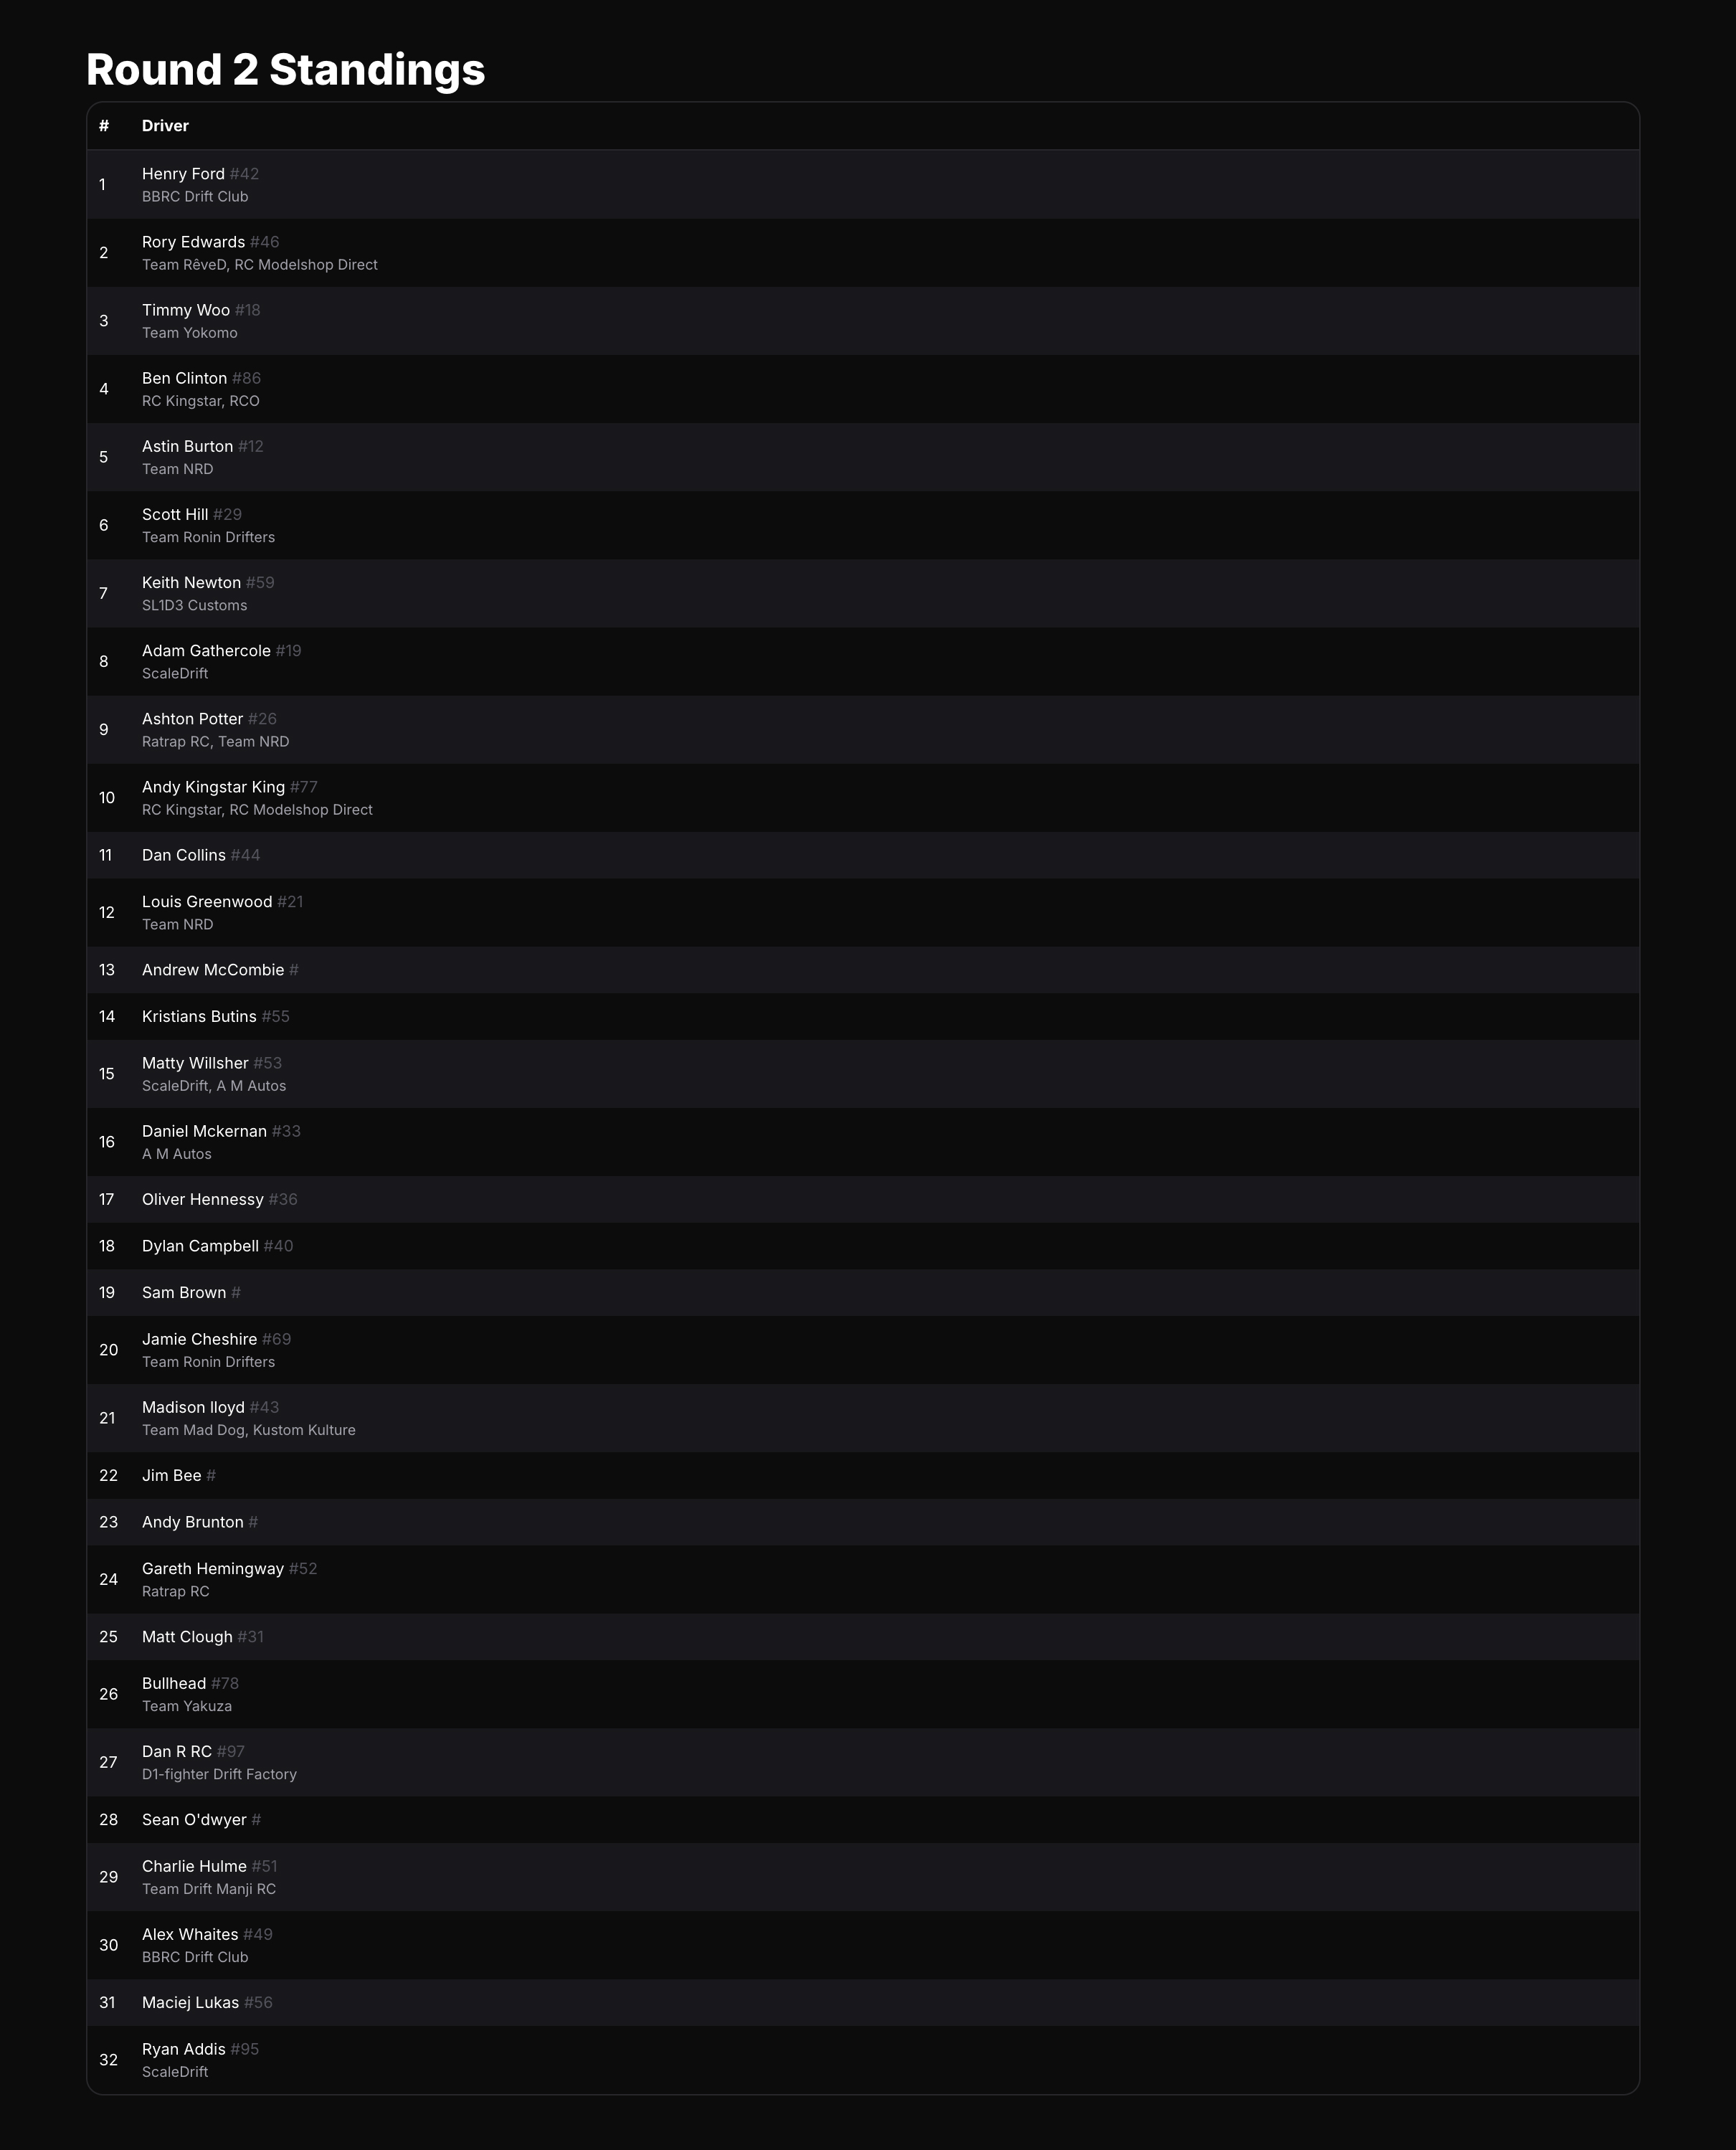 Round 2 Standings
# Driver
1 Henry Ford #42
BBRC Drift Club
2 Rory Edwards #46
Team RêveD, RC Modelshop Direct
3 Timmy Woo #18
Team Yokomo
4 Ben Clinton #86
RC Kingstar, RCO
5 Astin Burton #12
Team NRD
6 Scott Hill #29
Team Ronin Drifters
7 Keith Newton #59
SL1D3 Customs
8 Adam Gathercole #19
ScaleDrift
9 Ashton Potter #26
Ratrap RC, Team NRD
10 Andy Kingstar King #77
RC Kingstar, RC Modelshop Direct
11 Dan Collins #44
12 Louis Greenwood #21
Team NRD
13 Andrew McCombie #
14 Kristians Butins #55
15 Matty Willsher #53
ScaleDrift, A M Autos
16 Daniel Mckernan #33
A M Autos
17 Oliver Hennessy #36
18 Dylan Campbell #40
19 Sam Brown #
20 Jamie Cheshire #69
Team Ronin Drifters
21 Madison lloyd #43
Team Mad Dog, Kustom Kulture
22 Jim Bee #
23 Andy Brunton #
24 Gareth Hemingway #52
Ratrap RC
25 Matt Clough #31
26 Bullhead #78
Team Yakuza
27 Dan R RC #97
D1-fighter Drift Factory
28 Sean O'dwyer #
29 Charlie Hulme #51
Team Drift Manji RC
30 Alex Whaites #49
BBRC Drift Club
31 Maciej Lukas #56
32 Ryan Addis #95
ScaleDrift